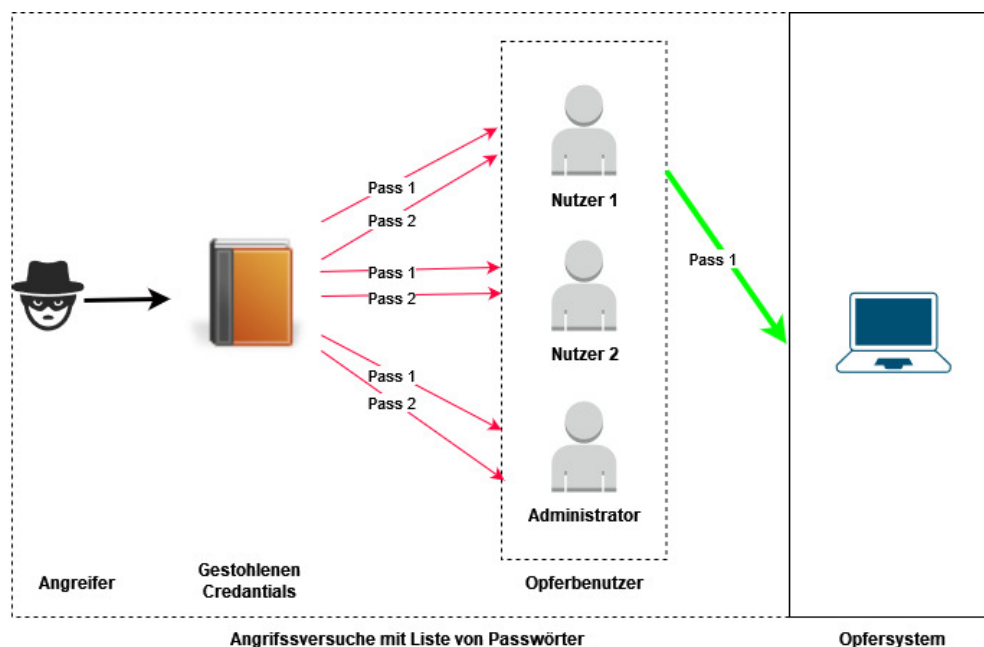 Pass 1
Pass 2
Nutzer 1
Pass 1
Pass 1
Pass 2
Nutzer 2
Pass 1
Pass 2
Administrator
Angreifer
Gestohlenen
Credantials
Opferbenutzer
Angrifssversuche mit Liste von Passwörter
Opfersystem